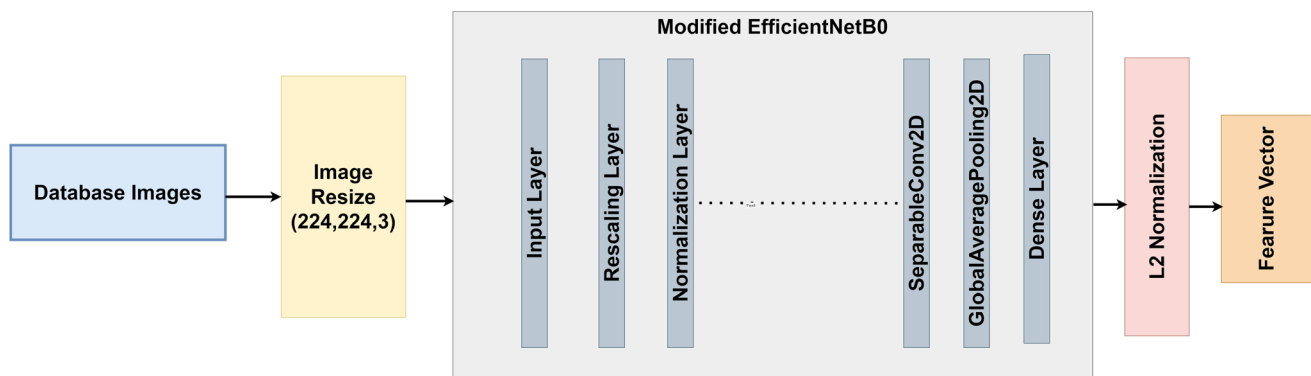 Modified EfficientNetB0
Database Images
Image
Resize
(224,224,3)
Input Layer
Rescaling Layer
Normalization Layer
SeparableConv2D
GlobalAveragePooling2D
Dense Layer
L2 Normalization
Fearure Vector